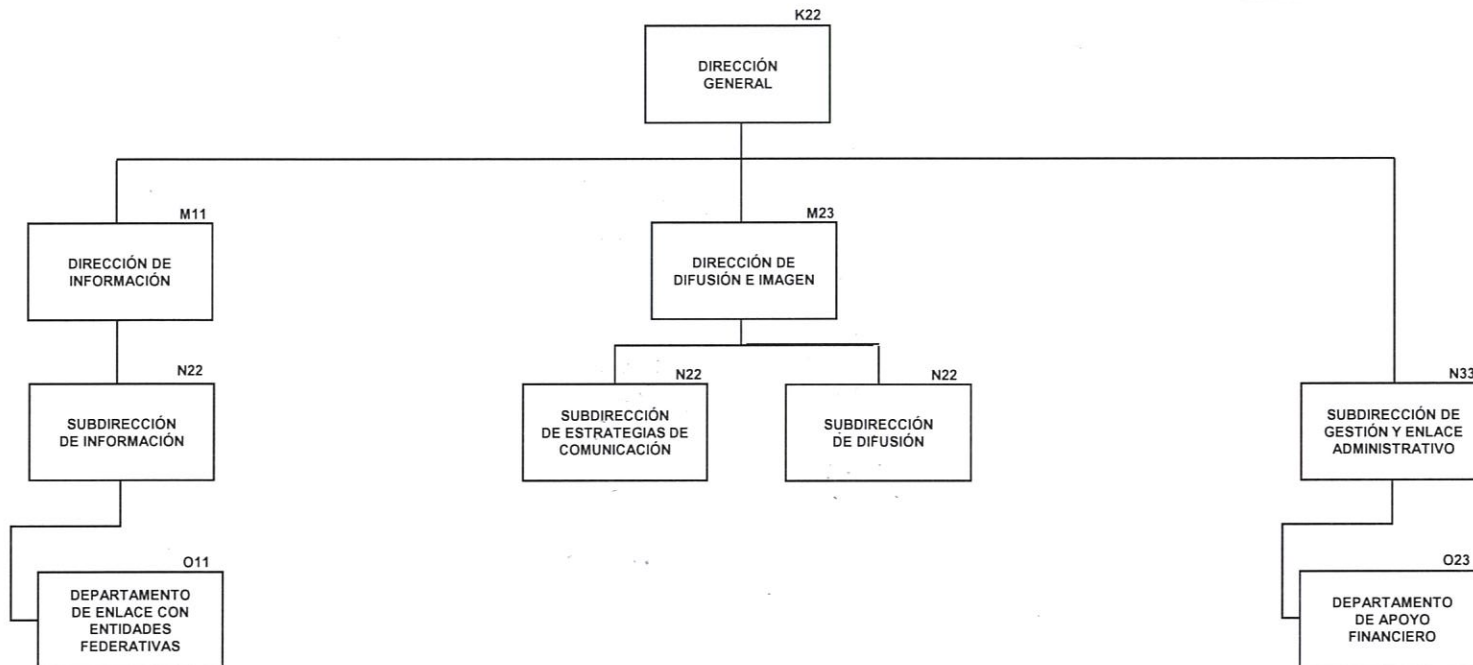 K22
DIRECCIÓN
GENERAL
M11
DIRECCIÓN DE
INFORMACIÓN
M23
DIRECCIÓN DE
DIFUSIÓN E IMAGEN
N22
SUBDIRECCIÓN
DE INFORMACIÓN
N22
SUBDIRECCIÓN
DE ESTRATEGIAS DE
COMUNICACIÓN
N22
SUBDIRECCIÓN
DE DIFUSIÓN
N33
SUBDIRECCIÓN DE
GESTIÓN Y ENLACE
ADMINISTRATIVO
O11
DEPARTAMENTO
DE ENLACE CON
ENTIDADES
FEDERATIVAS
O23
DEPARTAMENTO
DE APOYO
FINANCIERO